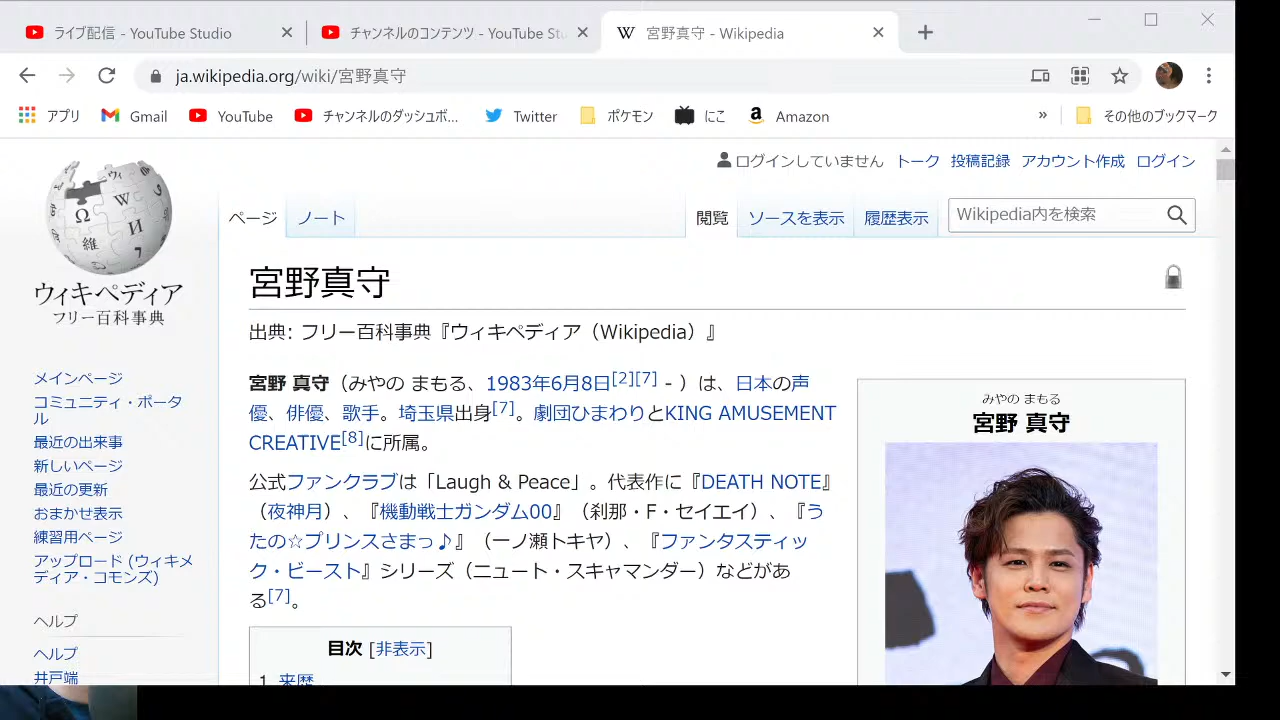 ライブ配信 - YouTube Studio
チャンネルのコンテンツ - YouTube Stu
宮野真守 - Wikipedia
ja.wikipedia.org/wiki/宮野真守
アプリ
Gmail
YouTube
チャンネルのダッシュボ...
Twitter
ポケモン
にこ
Amazon
»
その他のブックマーク
ログインしていません トーク 投稿記録 アカウント作成 ログイン
ページ ノート 閲覧 ソースを表示 履歴表示 Wikipedia内を検索
ウィキペディア
フリー百科事典
メインページ
コミュニティ・ポータ
ル
最近の出来事
新しいページ
最近の更新
おまかせ表示
練習用ページ
アップロード (ウィキメ
ディア・コモンズ)
ヘルプ
ヘルプ
井戸端
宮野真守
出典: フリー百科事典『ウィキペディア（Wikipedia）』
宮野 真守（みやの まもる、1983年6月8日[2][7] - ）は、日本の声
優、俳優、歌手。埼玉県出身[7]。劇団ひまわりとKING AMUSEMENT
CREATIVE[8]に所属。
公式ファンクラブは「Laugh & Peace」。代表作に『DEATH NOTE』
（夜神月）、『機動戦士ガンダム00』（刹那・F・セイエイ）、『う
たの☆プリンスさまっ♪』（一ノ瀬トキヤ）、『ファンタスティッ
ク・ビースト』シリーズ（ニュート・スキャマンダー）などがあ
る[7]。
目次 [非表示]
1 来歴
みやの まもる
宮野 真守